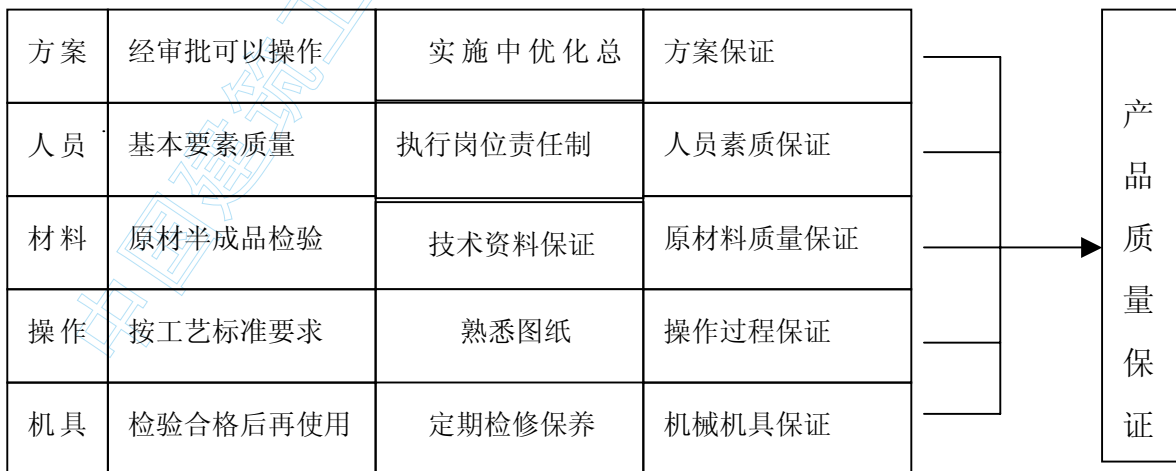 方案 经审批可以操作 实施中优化总 方案保证
人员 基本要素质量 执行岗位责任制 人员素质保证
材料 原材半成品检验 技术资料保证 原材料质量保证
操作 按工艺标准要求 熟悉图纸 操作过程保证
机具 检验合格后再使用 定期检修保养 机械机具保证
产品质量保证
中国建筑工